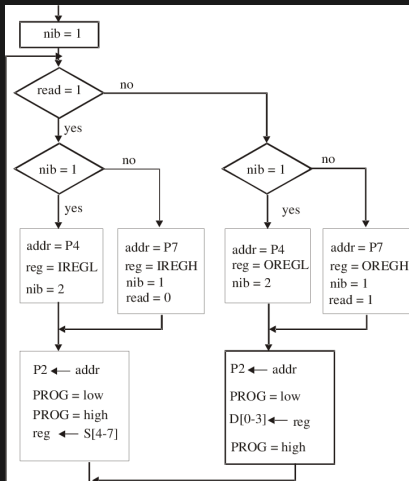 nib = 1
read = 1
no
yes
nib = 1
no
nib = 1
no
yes
yes
addr = P4
reg = IREGL
nib = 2
addr = P7
reg = IREGH
nib = 1
read = 0
addr = P4
reg = OREGL
nib = 2
addr = P7
reg = OREGH
nib = 1
read = 1
P2 ← addr
PROG = low
PROG = high
reg ← S[4-7]
P2 ← addr
PROG = low
D[0-3] ← reg
PROG = high